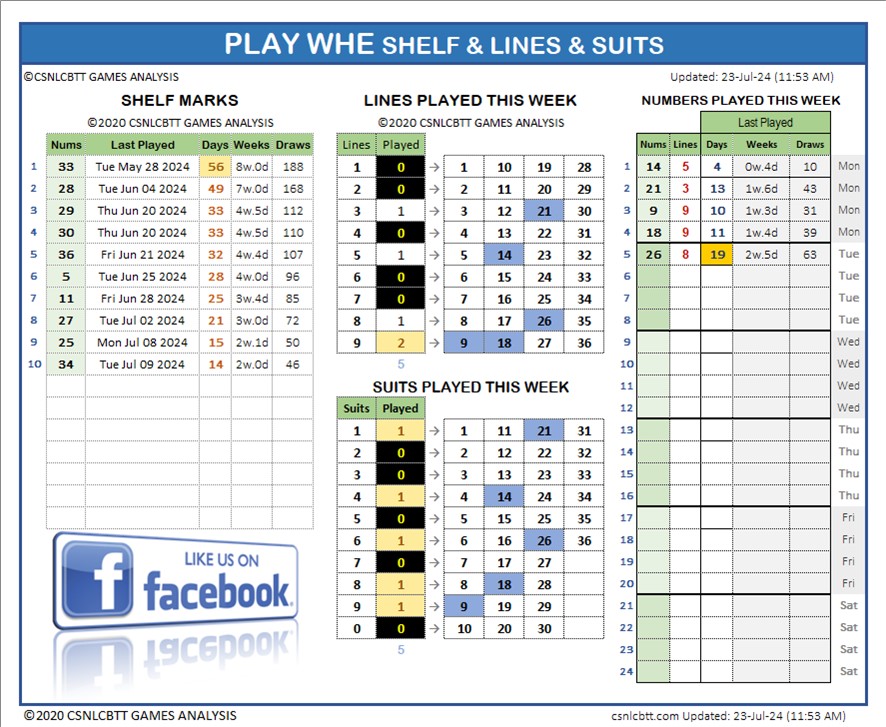 PLAY WHE SHELF & LINES & SUITS
©CSNLCBTT GAMES ANALYSIS
Updated: 23-Jul-24 (11:53 AM)
SHELF MARKS
©2020 CSNLCBTT GAMES ANALYSIS
Nums Last Played Days Weeks Draws
1 33 Tue May 28 2024 56 8w.0d 188
2 28 Tue Jun 04 2024 49 7w.0d 168
3 29 Thu Jun 20 2024 33 4w.5d 112
4 30 Thu Jun 20 2024 33 4w.5d 110
5 36 Fri Jun 21 2024 32 4w.4d 107
6 5 Tue Jun 25 2024 28 4w.0d 96
7 11 Fri Jun 28 2024 25 3w.4d 85
8 27 Tue Jul 02 2024 21 3w.0d 72
9 25 Mon Jul 08 2024 15 2w.1d 50
10 34 Tue Jul 09 2024 14 2w.0d 46
LIKE US ON
facebook
LINES PLAYED THIS WEEK
©2020 CSNLCBTT GAMES ANALYSIS
Lines Played
1 0 → 1 10 19 28
2 0 → 2 11 20 29
3 1 → 3 12 21 30
4 0 → 4 13 22 31
5 1 → 5 14 23 32
6 0 → 6 15 24 33
7 0 → 7 16 25 34
8 1 → 8 17 26 35
9 2 → 9 18 27 36
5
SUITS PLAYED THIS WEEK
Suits Played
1 1 → 1 11 21 31
2 0 → 2 12 22 32
3 0 → 3 13 23 33
4 1 → 4 14 24 34
5 0 → 5 15 25 35
6 1 → 6 16 26 36
7 0 → 7 17 27
8 1 → 8 18 28
9 1 → 9 19 29
0 0 → 10 20 30
5
NUMBERS PLAYED THIS WEEK
Last Played
Nums Lines Days Weeks Draws
1 14 5 4 0w.4d 10 Mon
2 21 3 13 1w.6d 43 Mon
3 9 9 10 1w.3d 31 Mon
4 18 9 11 1w.4d 39 Mon
5 26 8 19 2w.5d 63 Tue
6 Tue
7 Tue
8 Tue
9 Wed
10 Wed
11 Wed
12 Wed
13 Thu
14 Thu
15 Thu
16 Thu
17 Fri
18 Fri
19 Fri
20 Fri
21 Sat
22 Sat
23 Sat
24 Sat
©2020 CSNLCBTT GAMES ANALYSIS
csnlcbtt.com Updated: 23-Jul-24 (11:53 AM)